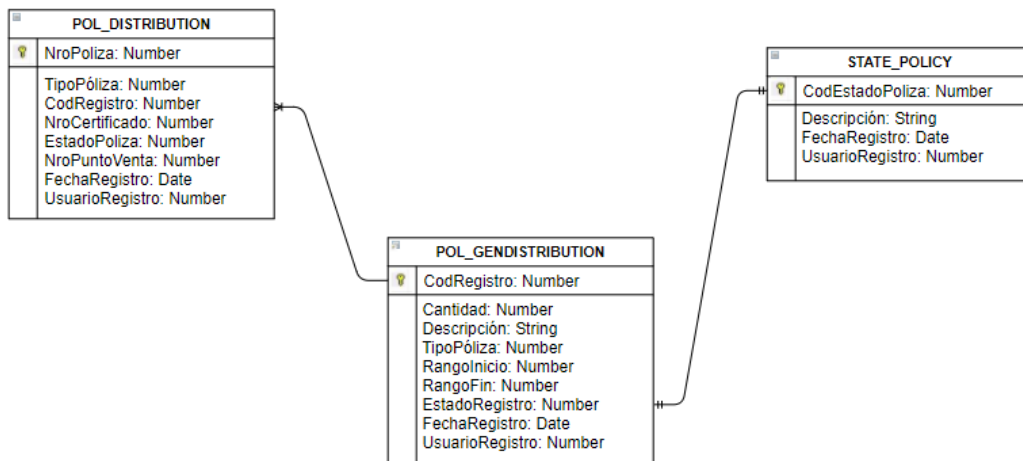 POL_DISTRIBUTION
NroPoliza: Number
TipoPóliza: Number
CodRegistro: Number
NroCertificado: Number
EstadoPoliza: Number
NroPuntoVenta: Number
FechaRegistro: Date
UsuarioRegistro: Number
STATE_POLICY
CodEstadoPoliza: Number
Descripción: String
FechaRegistro: Date
UsuarioRegistro: Number
POL_GENDISTRIBUTION
CodRegistro: Number
Cantidad: Number
Descripción: String
TipoPóliza: Number
RangoInicio: Number
RangoFin: Number
EstadoRegistro: Number
FechaRegistro: Date
UsuarioRegistro: Number